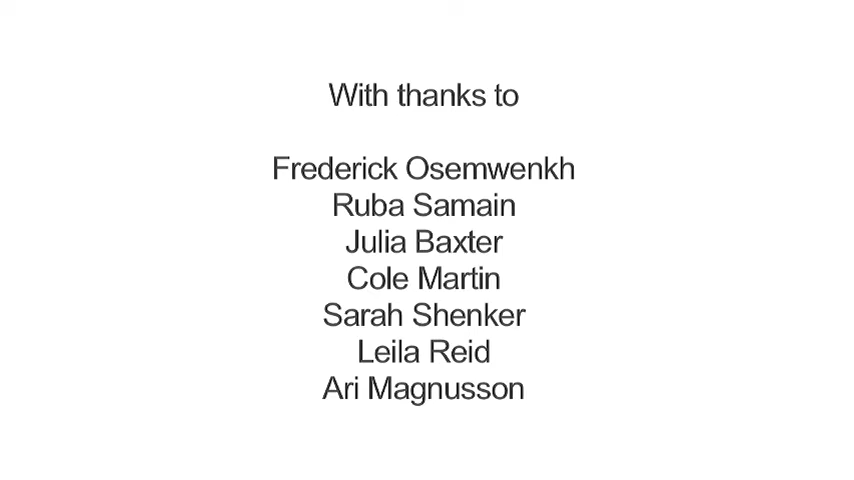 With thanks to
Frederick Osemwenkh
Ruba Samain
Julia Baxter
Cole Martin
Sarah Shenker
Leila Reid
Ari Magnusson